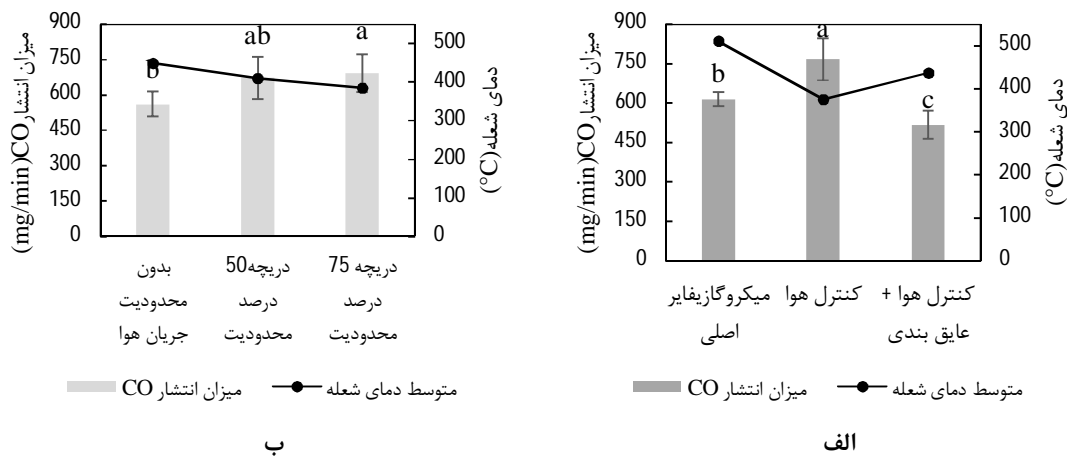 900
750
600
450
300
150
0
میزان انتشار CO(mg/min)
500
400
300
200
100
0
دمای شعله(°C)
b
ab
a
بدون
محدودیت
جریان هوا
دریچه50
درصد
محدودیت
دریچه 75
درصد
محدودیت
میزان انتشار CO
متوسط دمای شعله
ب
900
750
600
450
300
150
0
میزان انتشار CO(mg/min)
500
400
300
200
100
0
دمای شعله(°C)
b
a
c
میکروگازیفایر
اصلی
کنترل هوا
کنترل هوا +
عایق بندی
میزان انتشار CO
متوسط دمای شعله
الف